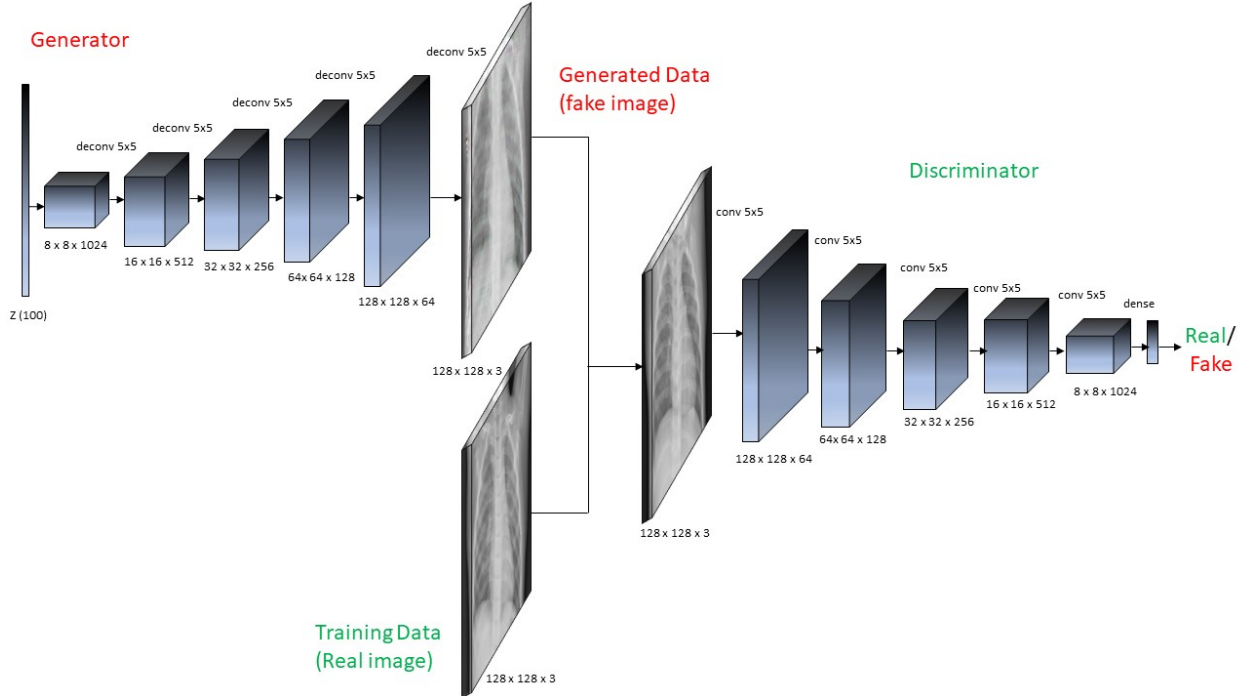 Generator
Z (100)
8 x 8 x 1024
deconv 5x5
16 x 16 x 512
deconv 5x5
32 x 32 x 256
deconv 5x5
64x 64 x 128
deconv 5x5
128 x 128 x 64
deconv 5x5
128 x 128 x 3
Generated Data
(fake image)
Training Data
(Real image)
128 x 128 x 3
128 x 128 x 3
Discriminator
conv 5x5
128 x 128 x 64
conv 5x5
64x 64 x 128
conv 5x5
32 x 32 x 256
conv 5x5
16 x 16 x 512
conv 5x5
8 x 8 x 1024
dense
Real/
Fake